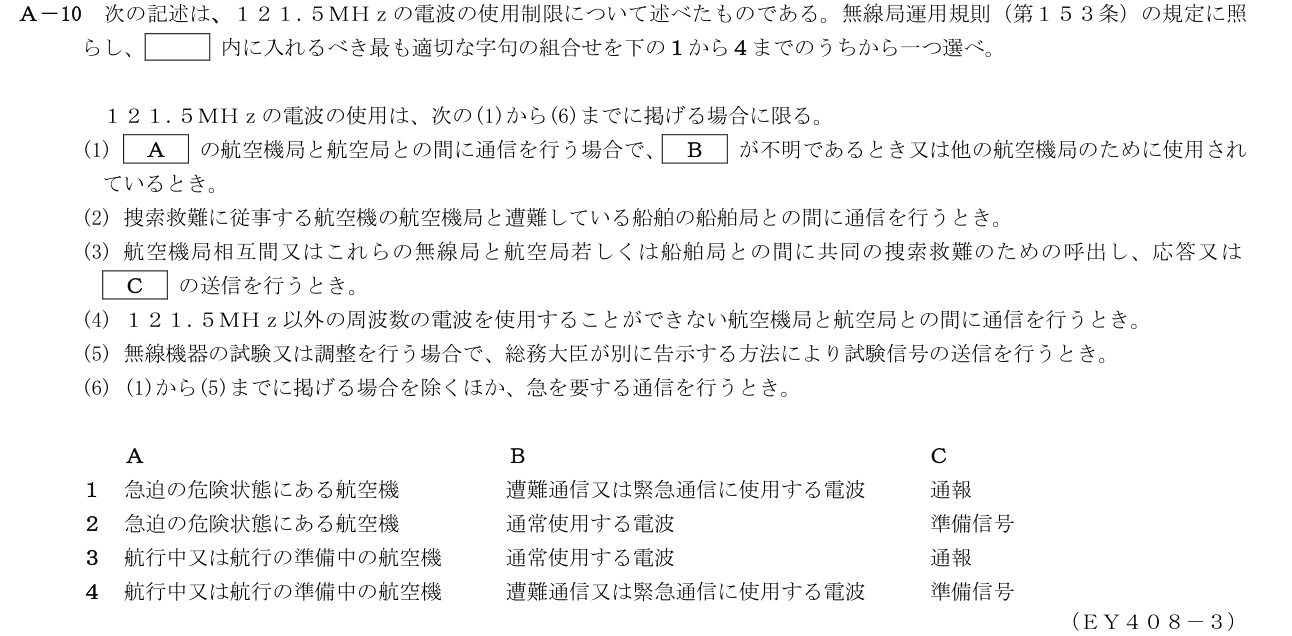 A－10 次の記述は、１２１.５ＭＨｚの電波の使用制限について述べたものである。無線局運用規則（第１５３条）の規定に照
らし、 内に入れるべき最も適切な字句の組合せを下の1から4までのうちから一つ選べ。
１２１.５ＭＨｚの電波の使用は、次の(1)から(6)までに掲げる場合に限る。
(1) A の航空機局と航空局との間に通信を行う場合で、 B が不明であるとき又は他の航空機局のために使用され
ているとき。
(2) 捜索救難に従事する航空機の航空機局と遭難している船舶の船舶局との間に通信を行うとき。
(3) 航空機局相互間又はこれらの無線局と航空局若しくは船舶局との間に共同の捜索救難のための呼出し、応答又は
C の送信を行うとき。
(4) １２１.５ＭＨｚ以外の周波数の電波を使用することができない航空機局と航空局との間に通信を行うとき。
(5) 無線機器の試験又は調整を行う場合で、総務大臣が別に告示する方法により試験信号の送信を行うとき。
(6) (1)から(5)までに掲げる場合を除くほか、急を要する通信を行うとき。
A B C
1 急迫の危険状態にある航空機 遭難通信又は緊急通信に使用する電波 通報
2 急迫の危険状態にある航空機 通常使用する電波 準備信号
3 航行中又は航行の準備中の航空機 通常使用する電波 通報
4 航行中又は航行の準備中の航空機 遭難通信又は緊急通信に使用する電波 準備信号
（ＥＹ４０８－３）